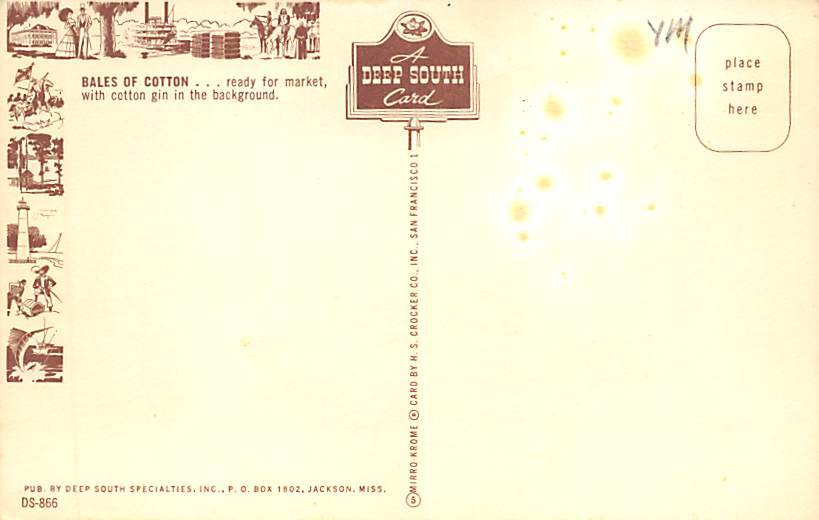 BALES OF COTTON . . . ready for market,
with cotton gin in the background.
A
DEEP SOUTH
Card
YM
place
stamp
here
MIRRO-KROME ® CARD BY H. S. CROCKER CO., INC., SAN FRANCISCO 1
5
PUB. BY DEEP SOUTH SPECIALTIES, INC., P. O. BOX 1802, JACKSON, MISS.
DS-866